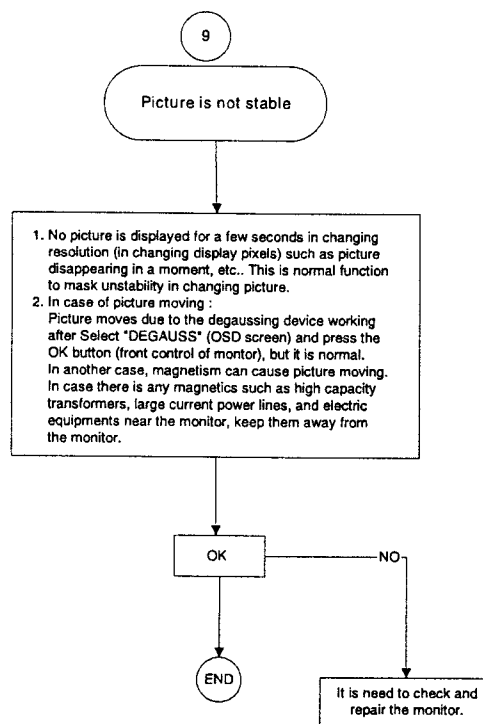 9
Picture is not stable
1. No picture is displayed for a few seconds in changing
resolution (in changing display pixels) such as picture
disappearing in a moment, etc.. This is normal function
to mask unstability in changing picture.
2. In case of picture moving :
Picture moves due to the degaussing device working
after Select "DEGAUSS" (OSD screen) and press the
OK button (front control of montor), but it is normal.
In another case, magnetism can cause picture moving.
In case there is any magnetics such as high capacity
transformers, large current power lines, and electric
equipments near the monitor, keep them away from
the monitor.
OK
NO
END
It is need to check and
repair the monitor.